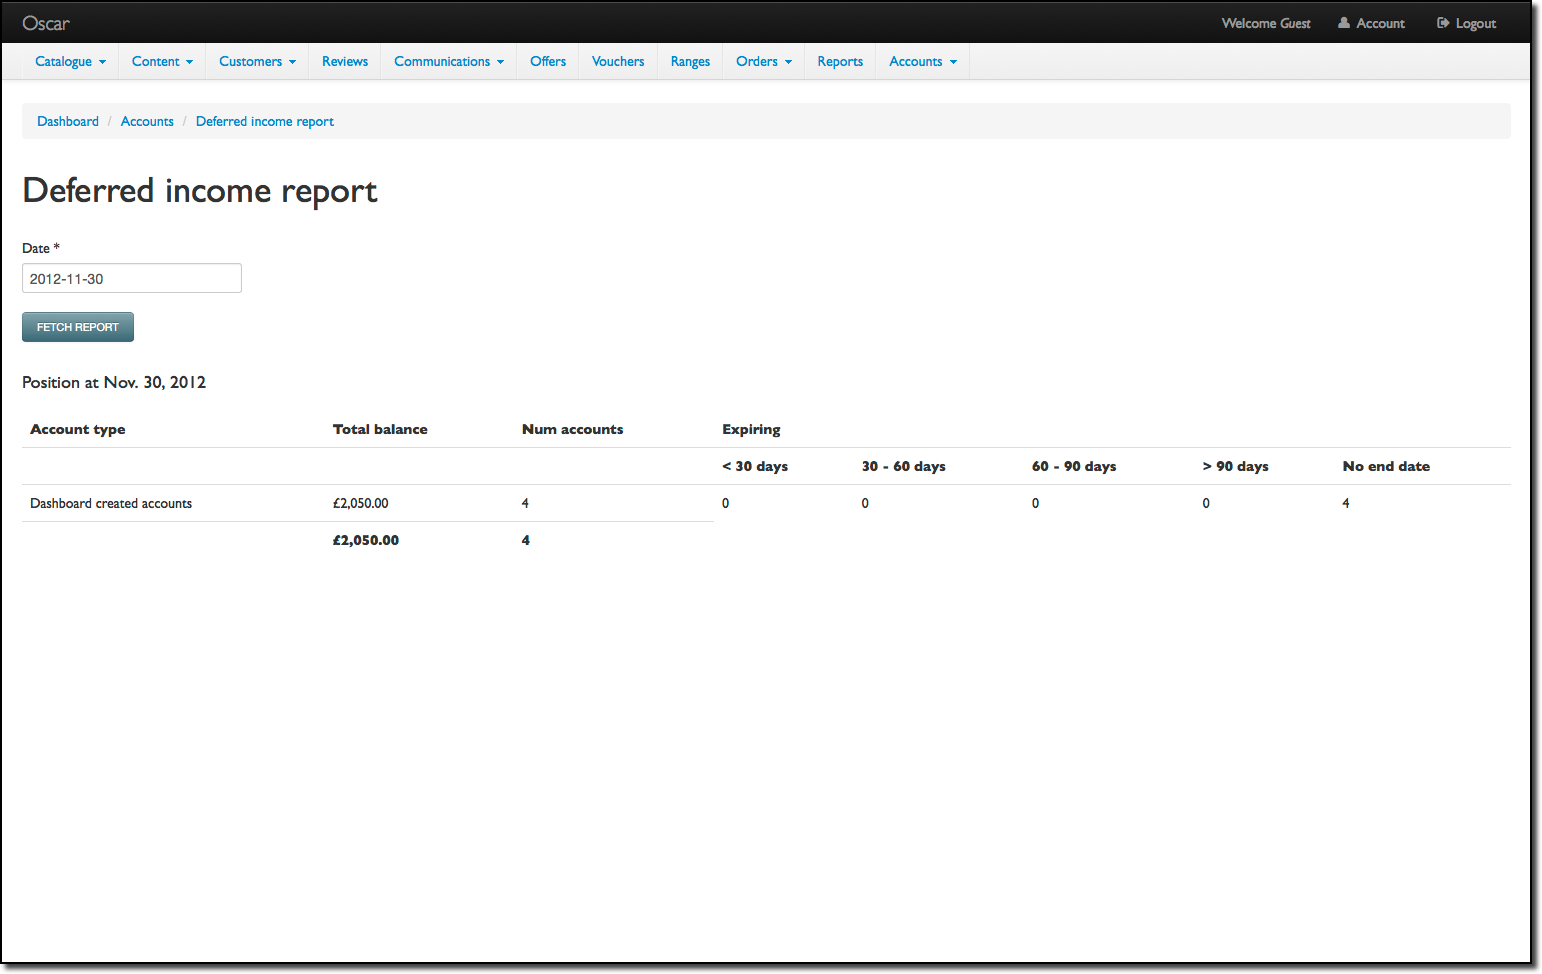 Oscar Welcome Guest Account Logout
Catalogue Content Customers Reviews Communications Offers Vouchers Ranges Orders Reports Accounts
Dashboard / Accounts / Deferred income report
Deferred income report
Date *
2012-11-30
FETCH REPORT
Position at Nov. 30, 2012
Account type Total balance Num accounts Expiring
< 30 days 30 - 60 days 60 - 90 days > 90 days No end date
Dashboard created accounts £2,050.00 4 0 0 0 0 4
£2,050.00 4